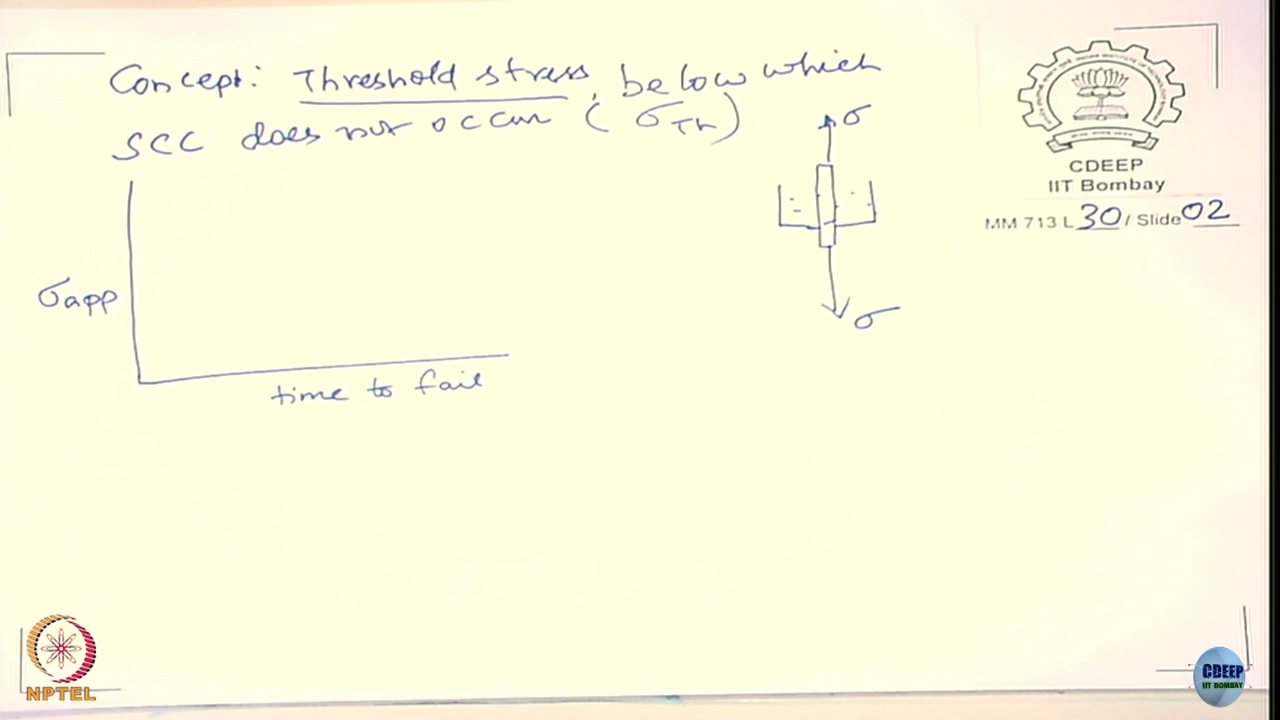 Concept: Threshold stress, below which
SCC does not occur (σTh)
σ
CDEEP
IIT Bombay
MM 713 L 30 / Slide 02
σapp
σ
time to fail
NPTEL
CDEEP
IIT BOMBAY